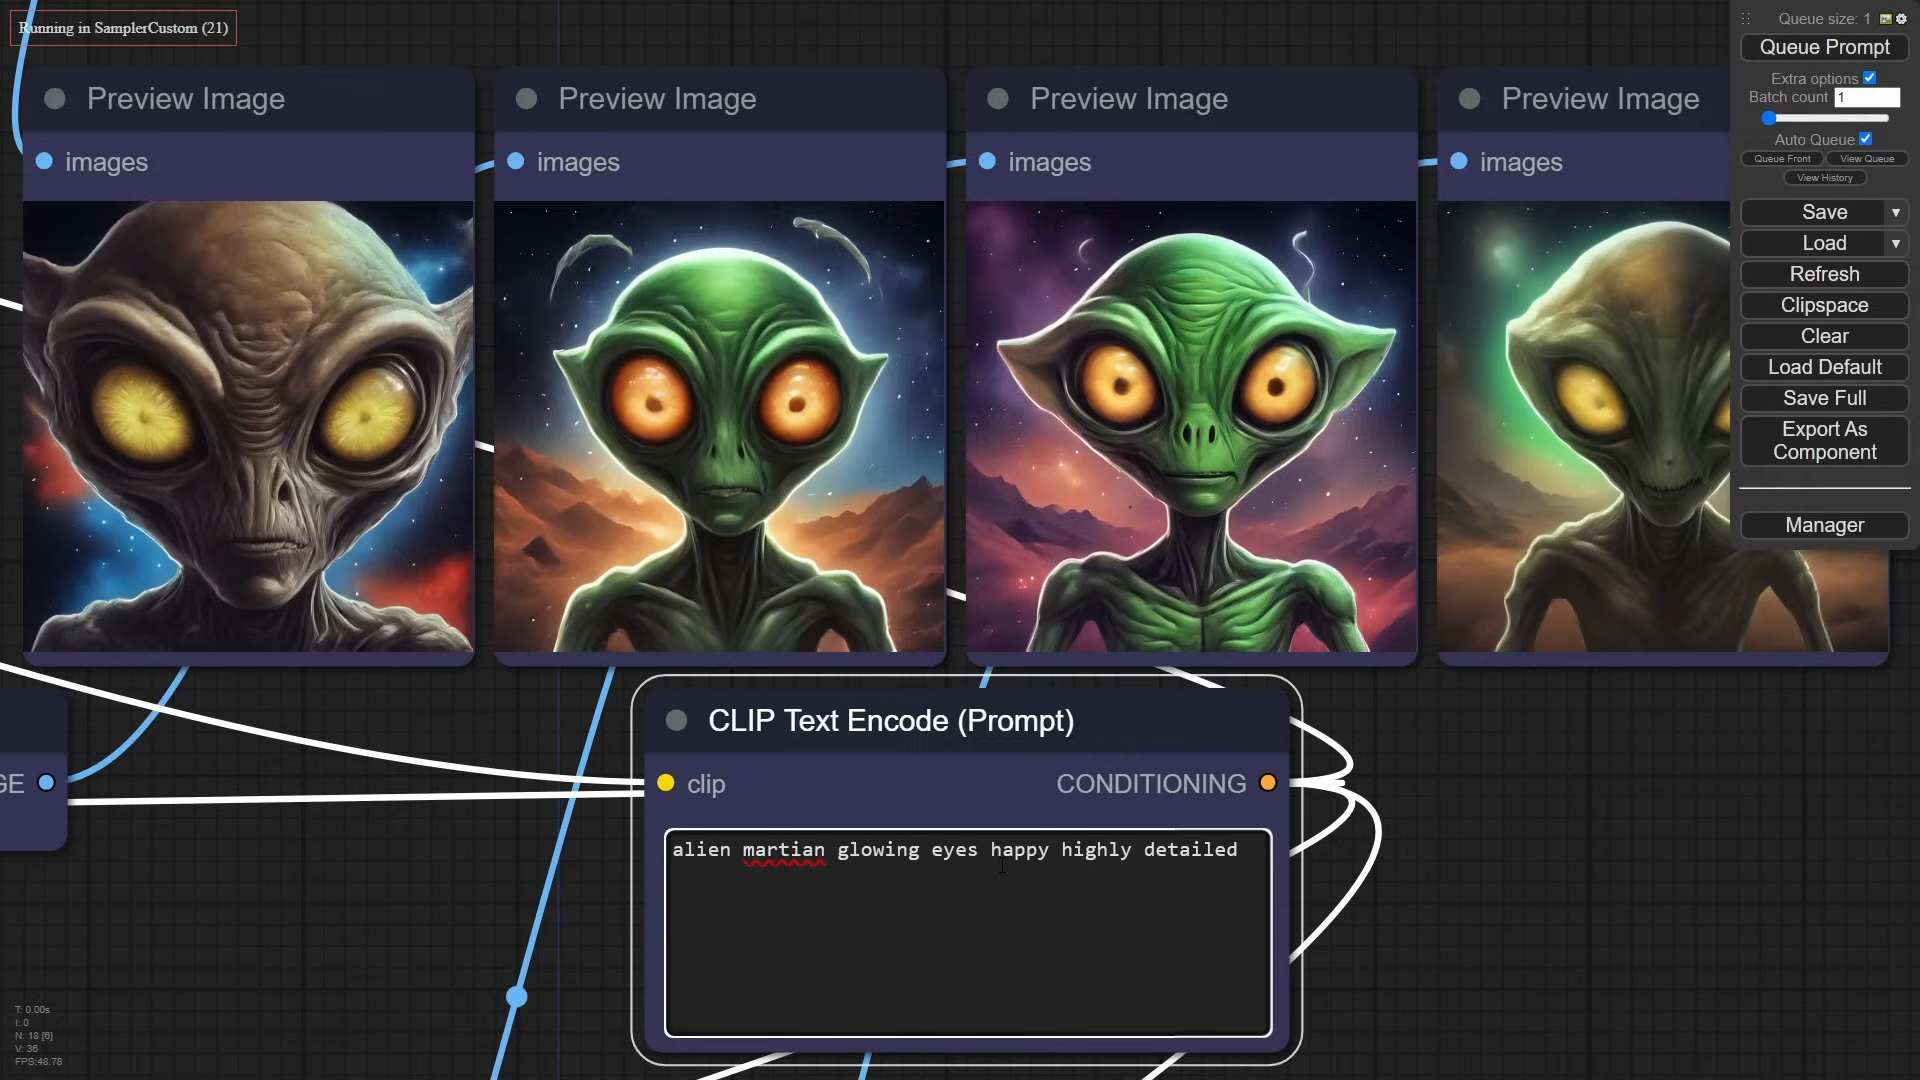 Running in SamplerCustom (21)
Preview Image
images
Preview Image
images
Preview Image
images
Preview Image
images
GE
CLIP Text Encode (Prompt)
clip
CONDITIONING
alien martian glowing eyes happy highly detailed
T: 0.00s
I: 0
N: 18 [6]
V: 36
FPS:48.78
Queue size: 1
Queue Prompt
Extra options
Batch count 1
Auto Queue
Queue Front View Queue
View History
Save ▼
Load ▼
Refresh
Clipspace
Clear
Load Default
Save Full
Export As
Component
Manager